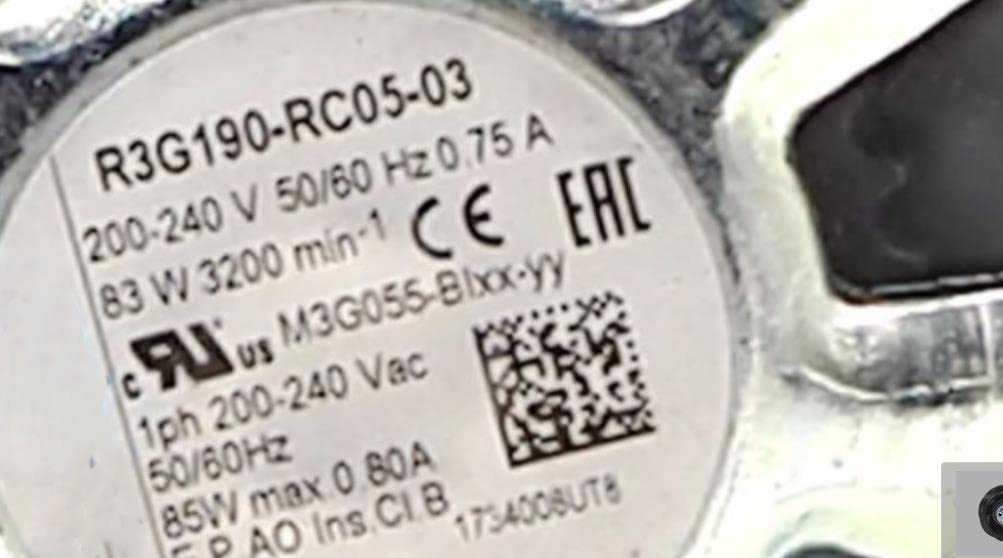 R3G190-RC05-03
200-240 V 50/60 Hz 0.75 A
83 W 3200 min-1 CE EAC
c RU us M3G055-BIxx-yy
1ph 200-240 Vac
50/60Hz
85W max.0.80A
AO Ins.Cl.B